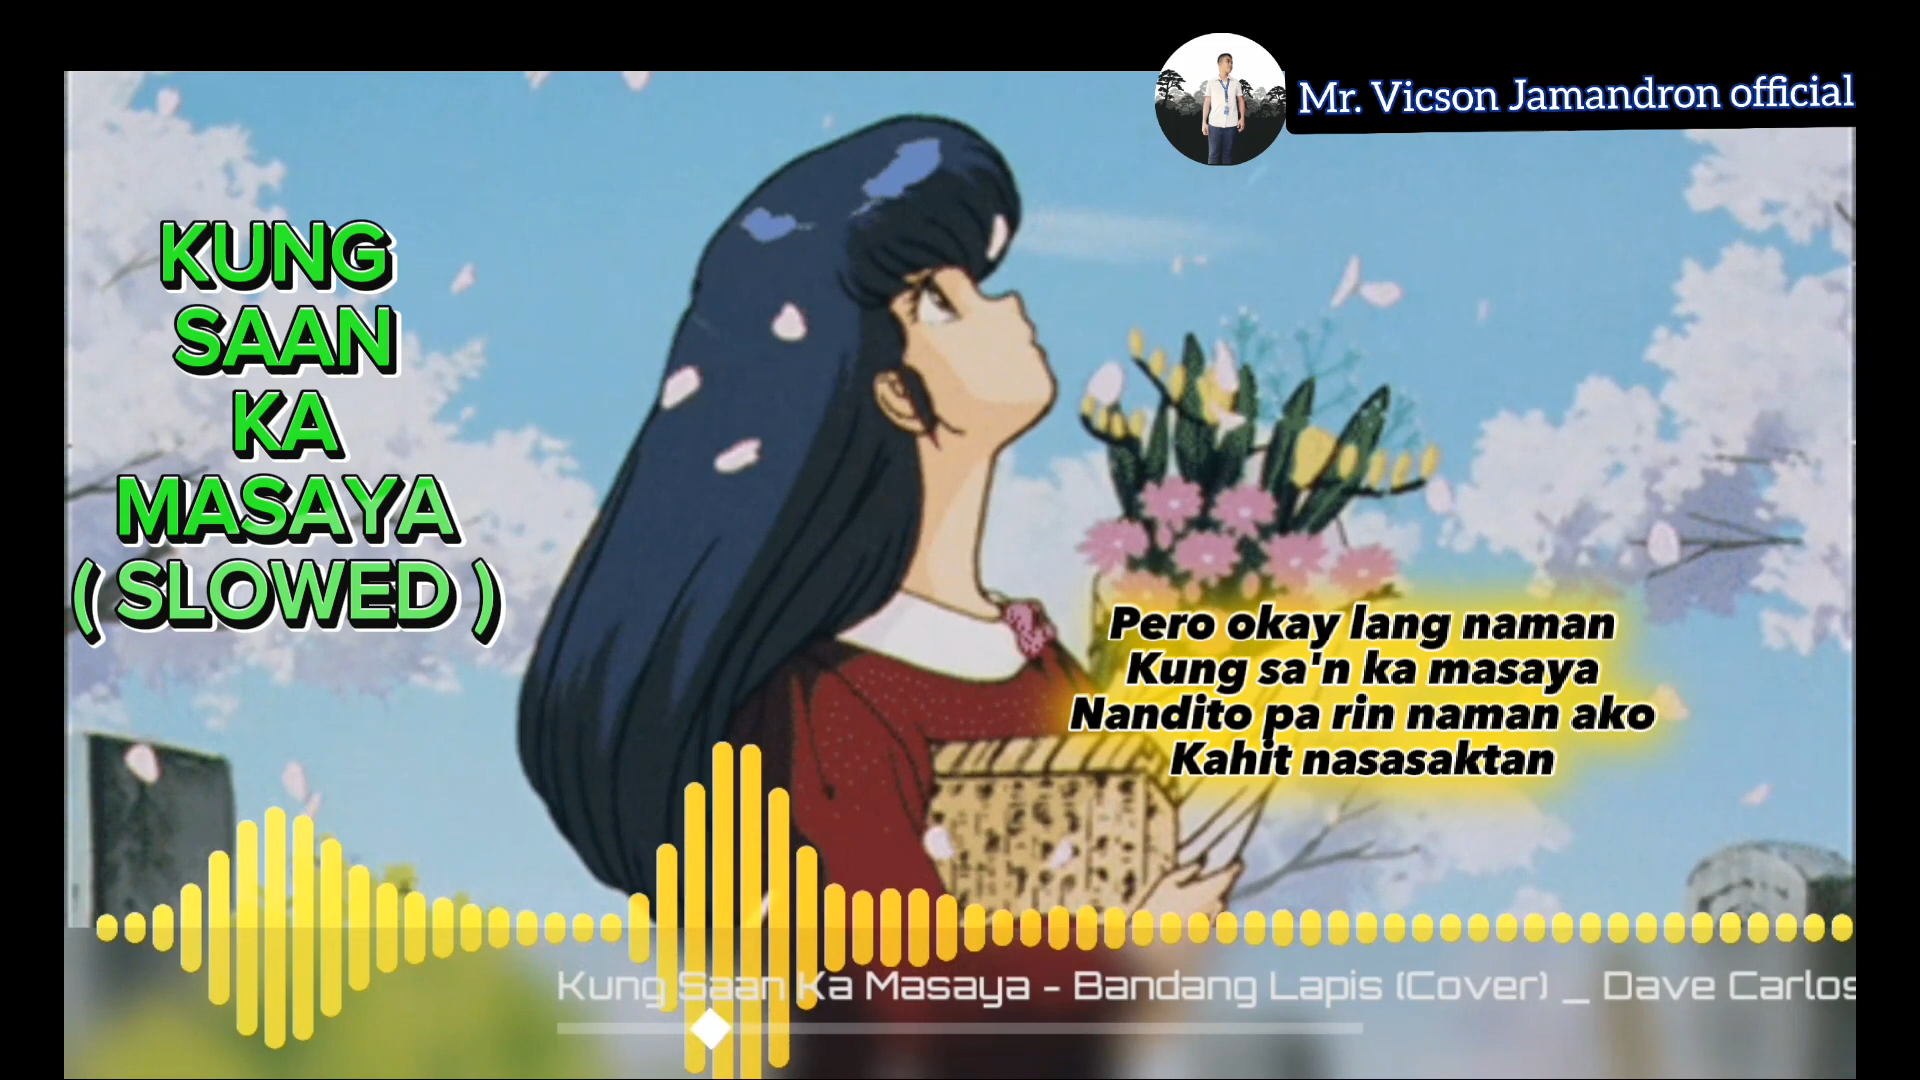 Mr. Vicson Jamandron official
KUNG
SAAN
KA
MASAYA
( SLOWED )
Pero okay lang naman
Kung sa'n ka masaya
Nandito pa rin naman ako
Kahit nasasaktan
Kung Saan Ka Masaya - Bandang Lapis (Cover) _ Dave Carlos